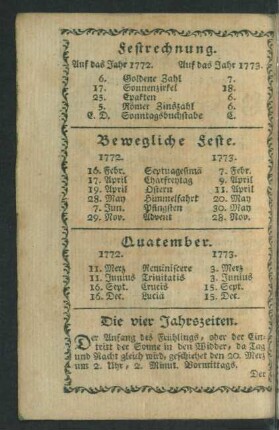 Festrechnung.
Auf das Jahr 1772. Auf das Jahr 1773.
6. Goldene Zahl 7.
17. Sonnenzirkel 18.
25. Epakten 6.
5. Römer Zinszahl 6.
E. D. Sonntagsbuchstabe C.
Bewegliche Feste.
1772. 1773.
16. Febr. Septuagesimä 7. Febr.
17. April Charfreytag 9. April
19. April Ostern 11. April
28. May Himmelfahrt 20. May
7. Jun. Pfingsten 30. May
29. Nov. Advent 28. Nov.
Quatember.
1772. 1773.
11. Merz Reminiscere 3. Merz
11. Junius Trinitatis 3. Junius
16. Sept. Crucis 15. Sept.
16. Dec. Lucia 15. Dec.
Die vier Jahrszeiten.
Der Anfang des Frühlings, oder der Ein-
tritt der Sonne in den Widder, da Tag
und Nacht gleich wird, geschiehet den 20. Merz
um 2. Uhr, 2. Minut. Vormittags.
Der